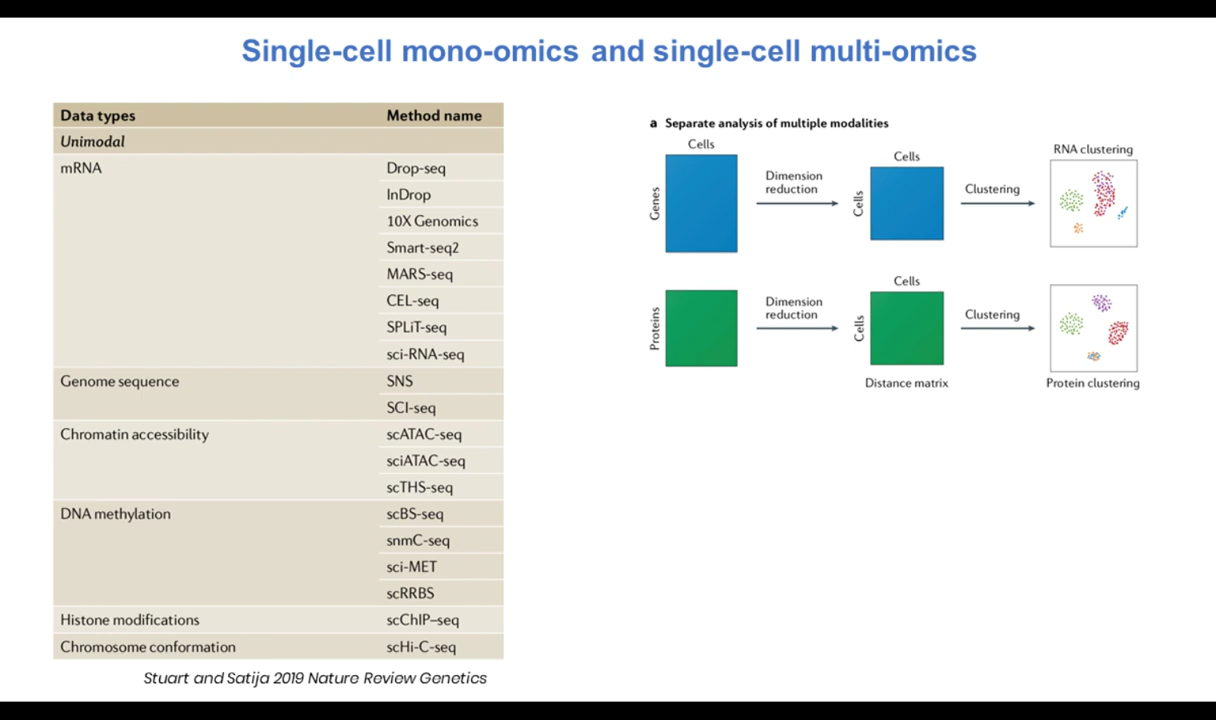 Single-cell mono-omics and single-cell multi-omics
Data types Method name
Unimodal
mRNA Drop-seq
InDrop
10X Genomics
Smart-seq2
MARS-seq
CEL-seq
SPLiT-seq
sci-RNA-seq
Genome sequence SNS
SCI-seq
Chromatin accessibility scATAC-seq
sciATAC-seq
scTHS-seq
DNA methylation scBS-seq
snmC-seq
sci-MET
scRRBS
Histone modifications scChIP–seq
Chromosome conformation scHi-C-seq
Stuart and Satija 2019 Nature Review Genetics
a Separate analysis of multiple modalities
Cells
Genes
Dimension
reduction
Cells
Cells
Clustering
RNA clustering
Proteins
Dimension
reduction
Cells
Cells
Distance matrix
Clustering
Protein clustering